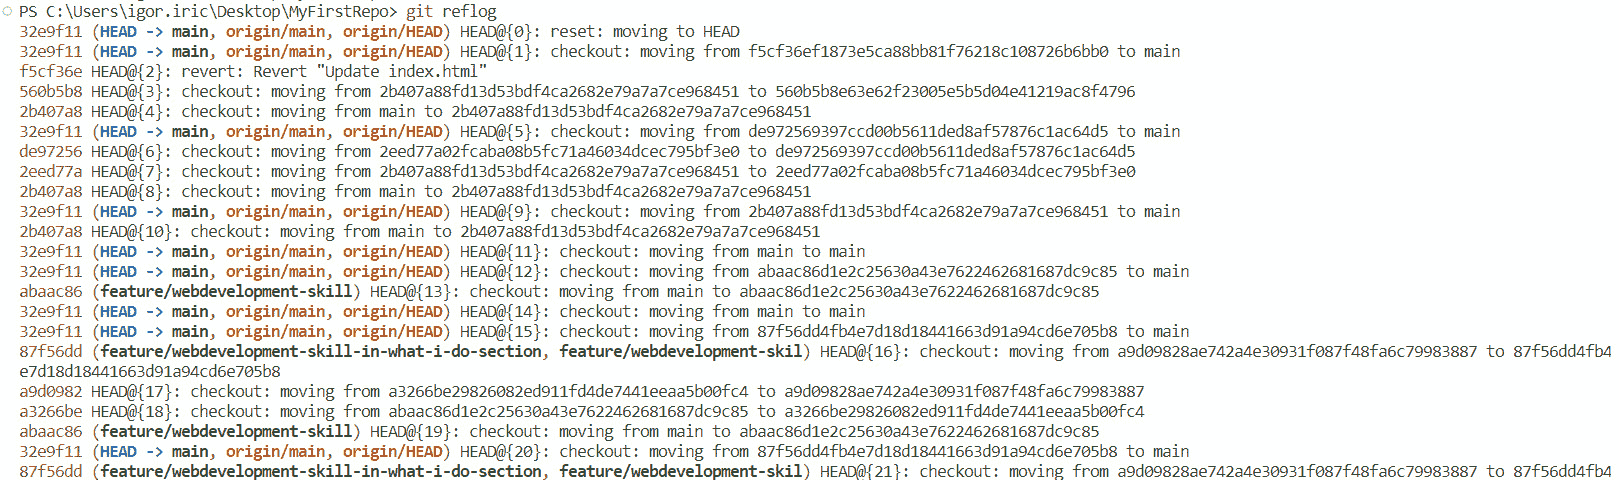 PS C:\Users\igor.iric\Desktop\MyFirstRepo> git reflog
32e9f11 (HEAD -> main, origin/main, origin/HEAD) HEAD@{0}: reset: moving to HEAD
32e9f11 (HEAD -> main, origin/main, origin/HEAD) HEAD@{1}: checkout: moving from f5cf36ef1873e5ca88bb81f76218c108726b6bb0 to main
f5cf36e HEAD@{2}: revert: Revert "Update index.html"
560b5b8 HEAD@{3}: checkout: moving from 2b407a88fd13d53bdf4ca2682e79a7a7ce968451 to 560b5b8e63e62f23005e5b5d04e41219ac8f4796
2b407a8 HEAD@{4}: checkout: moving from main to 2b407a88fd13d53bdf4ca2682e79a7a7ce968451
32e9f11 (HEAD -> main, origin/main, origin/HEAD) HEAD@{5}: checkout: moving from de972569397ccd00b5611ded8af57876c1ac64d5 to main
de97256 HEAD@{6}: checkout: moving from 2eed77a02fcaba08b5fc71a46034dcec795bf3e0 to de972569397ccd00b5611ded8af57876c1ac64d5
2eed77a HEAD@{7}: checkout: moving from 2b407a88fd13d53bdf4ca2682e79a7a7ce968451 to 2eed77a02fcaba08b5fc71a46034dcec795bf3e0
2b407a8 HEAD@{8}: checkout: moving from main to 2b407a88fd13d53bdf4ca2682e79a7a7ce968451
32e9f11 (HEAD -> main, origin/main, origin/HEAD) HEAD@{9}: checkout: moving from 2b407a88fd13d53bdf4ca2682e79a7a7ce968451 to main
2b407a8 HEAD@{10}: checkout: moving from main to 2b407a88fd13d53bdf4ca2682e79a7a7ce968451
32e9f11 (HEAD -> main, origin/main, origin/HEAD) HEAD@{11}: checkout: moving from main to main
32e9f11 (HEAD -> main, origin/main, origin/HEAD) HEAD@{12}: checkout: moving from abaac86d1e2c25630a43e7622462681687dc9c85 to main
abaac86 (feature/webdevelopment-skill) HEAD@{13}: checkout: moving from main to abaac86d1e2c25630a43e7622462681687dc9c85
32e9f11 (HEAD -> main, origin/main, origin/HEAD) HEAD@{14}: checkout: moving from main to main
32e9f11 (HEAD -> main, origin/main, origin/HEAD) HEAD@{15}: checkout: moving from 87f56dd4fb4e7d18d18441663d91a94cd6e705b8 to main
87f56dd (feature/webdevelopment-skill-in-what-i-do-section, feature/webdevelopment-skil) HEAD@{16}: checkout: moving from a9d09828ae742a4e30931f087f48fa6c79983887 to 87f56dd4fb4
e7d18d18441663d91a94cd6e705b8
a9d0982 HEAD@{17}: checkout: moving from a3266be29826082ed911fd4de7441eeeaa5b00fc4 to a9d09828ae742a4e30931f087f48fa6c79983887
a3266be HEAD@{18}: checkout: moving from abaac86d1e2c25630a43e7622462681687dc9c85 to a3266be29826082ed911fd4de7441eeeaa5b00fc4
abaac86 (feature/webdevelopment-skill) HEAD@{19}: checkout: moving from main to abaac86d1e2c25630a43e7622462681687dc9c85
32e9f11 (HEAD -> main, origin/main, origin/HEAD) HEAD@{20}: checkout: moving from 87f56dd4fb4e7d18d18441663d91a94cd6e705b8 to main
87f56dd (feature/webdevelopment-skill-in-what-i-do-section, feature/webdevelopment-skil) HEAD@{21}: checkout: moving from a9d09828ae742a4e30931f087f48fa6c79983887 to 87f56dd4fb4